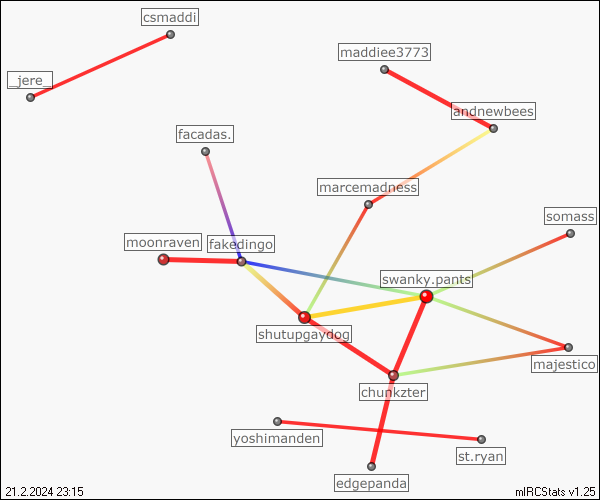 csmaddi
maddiee3773
_jere_
andnewbees
facadas.
marcemadness
somass
moonraven
fakedingo
swanky.pants
shutupgaydog
majestico
chunkzter
yoshimanden
st.ryan
edgepanda
21.2.2024 23:15
mIRCStats v1.25